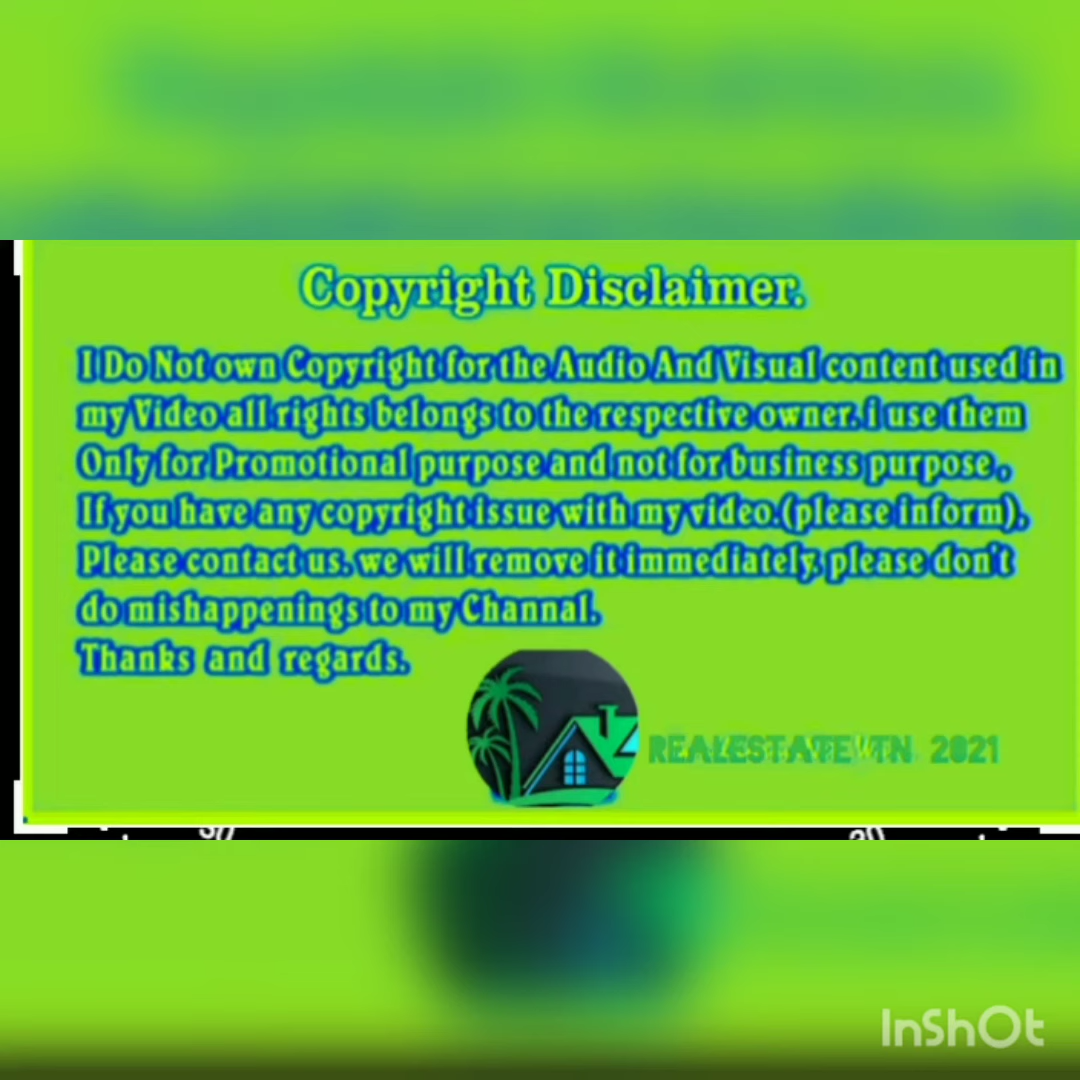 Copyright Disclaimer.
I Do Not own Copyright for the Audio And Visual content used in
my Video all rights belongs to the respective owner. i use them
Only for Promotional purpose and not for business purpose ,
If you have any copyright issue with my video.(please inform).
Please contact us. we will remove it immediately. please don't
do mishappenings to my Channal.
Thanks and regards.
REALESTATE TN 2021
InShOt